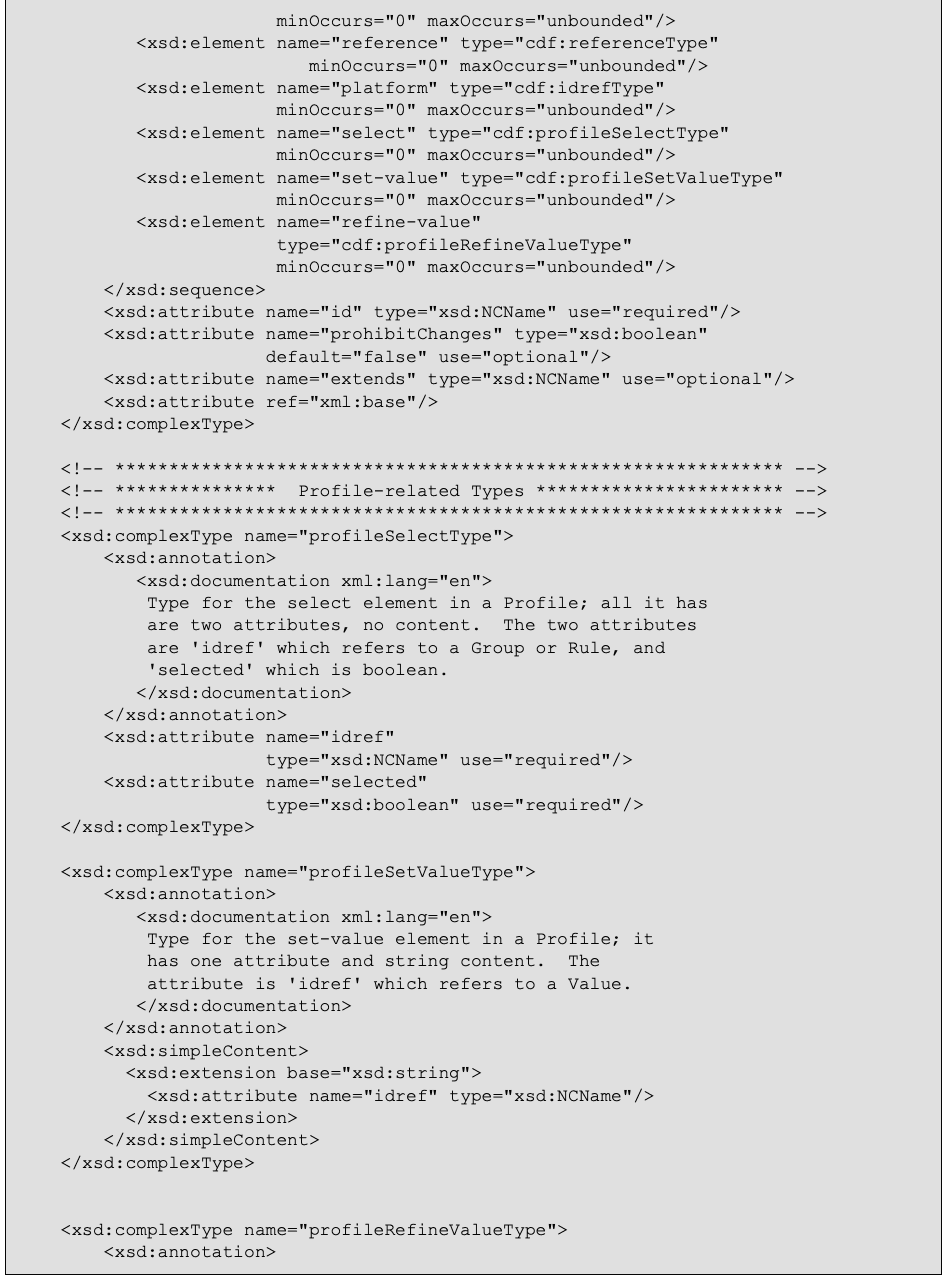 minOccurs="0" maxOccurs="unbounded"/>
       <xsd:element name="reference" type="cdf:referenceType"
                       minOccurs="0" maxOccurs="unbounded"/>
       <xsd:element name="platform" type="cdf:idrefType"
                    minOccurs="0" maxOccurs="unbounded"/>
       <xsd:element name="select" type="cdf:profileSelectType"
                    minOccurs="0" maxOccurs="unbounded"/>
       <xsd:element name="set-value" type="cdf:profileSetValueType"
                    minOccurs="0" maxOccurs="unbounded"/>
       <xsd:element name="refine-value"
                    type="cdf:profileRefineValueType"
                    minOccurs="0" maxOccurs="unbounded"/>
    </xsd:sequence>
    <xsd:attribute name="id" type="xsd:NCName" use="required"/>
    <xsd:attribute name="prohibitChanges" type="xsd:boolean"
                   default="false" use="optional"/>
    <xsd:attribute name="extends" type="xsd:NCName" use="optional"/>
    <xsd:attribute ref="xml:base"/>
</xsd:complexType>

<!-- ************************************************************** -->
<!-- ***************  Profile-related Types *********************** -->
<!-- ************************************************************** -->
<xsd:complexType name="profileSelectType">
    <xsd:annotation>
       <xsd:documentation xml:lang="en">
        Type for the select element in a Profile; all it has
        are two attributes, no content.  The two attributes
        are 'idref' which refers to a Group or Rule, and
        'selected' which is boolean.
       </xsd:documentation>
    </xsd:annotation>
    <xsd:attribute name="idref"
                   type="xsd:NCName" use="required"/>
    <xsd:attribute name="selected"
                   type="xsd:boolean" use="required"/>
</xsd:complexType>

<xsd:complexType name="profileSetValueType">
    <xsd:annotation>
       <xsd:documentation xml:lang="en">
        Type for the set-value element in a Profile; it
        has one attribute and string content.  The
        attribute is 'idref' which refers to a Value.
       </xsd:documentation>
    </xsd:annotation>
    <xsd:simpleContent>
      <xsd:extension base="xsd:string">
        <xsd:attribute name="idref" type="xsd:NCName"/>
      </xsd:extension>
    </xsd:simpleContent>
</xsd:complexType>

<xsd:complexType name="profileRefineValueType">
    <xsd:annotation>